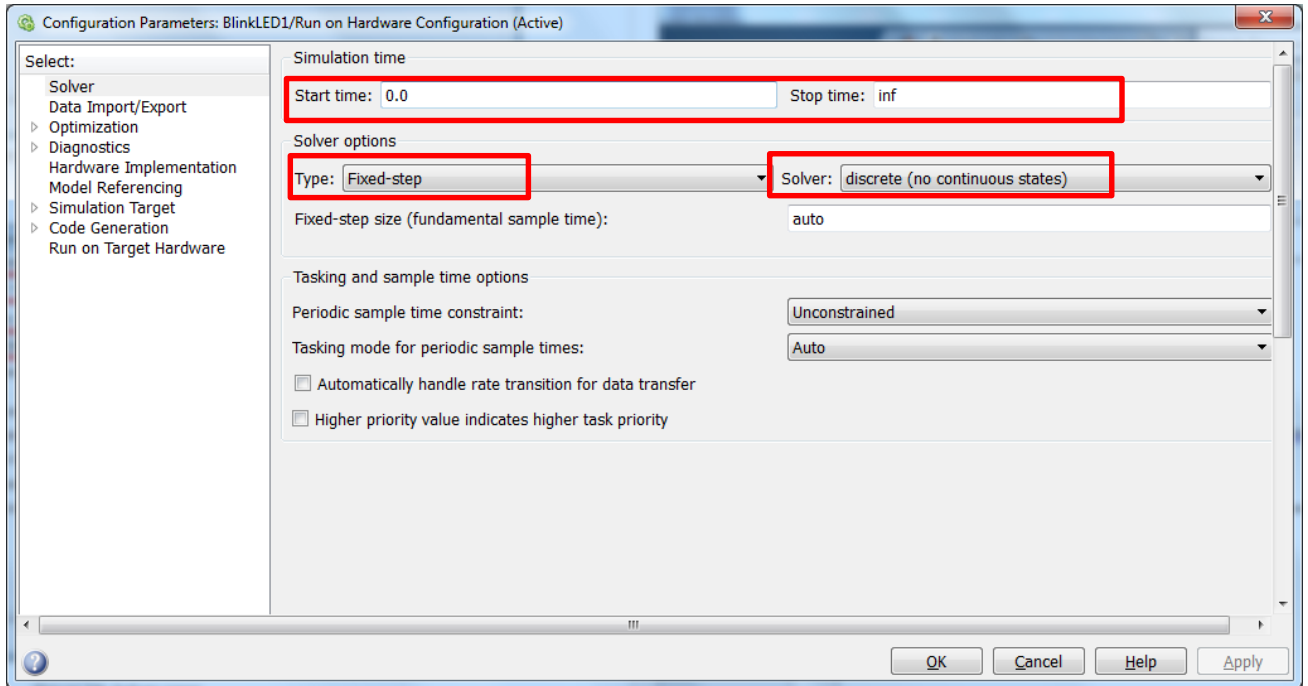 Configuration Parameters: BlinkLED1/Run on Hardware Configuration (Active)
Select:
Solver
Data Import/Export
Optimization
Diagnostics
Hardware Implementation
Model Referencing
Simulation Target
Code Generation
Run on Target Hardware
Simulation time
Start time: 0.0 Stop time: inf
Solver options
Type: Fixed-step Solver: discrete (no continuous states)
Fixed-step size (fundamental sample time): auto
Tasking and sample time options
Periodic sample time constraint: Unconstrained
Tasking mode for periodic sample times: Auto
Automatically handle rate transition for data transfer
Higher priority value indicates higher task priority
OK Cancel Help Apply